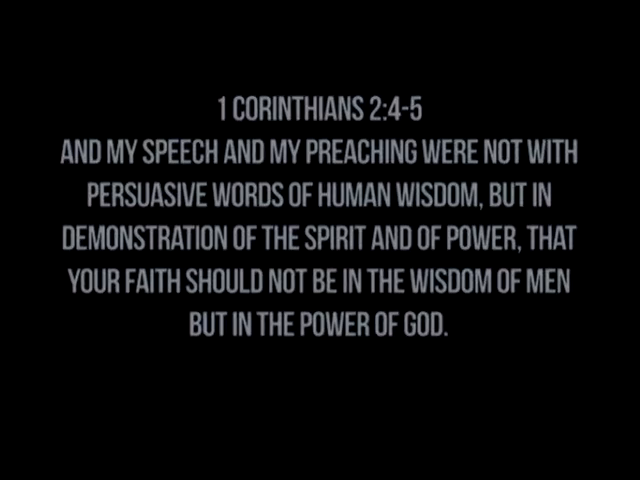 1 CORINTHIANS 2:4-5
AND MY SPEECH AND MY PREACHING WERE NOT WITH
PERSUASIVE WORDS OF HUMAN WISDOM, BUT IN
DEMONSTRATION OF THE SPIRIT AND OF POWER, THAT
YOUR FAITH SHOULD NOT BE IN THE WISDOM OF MEN
BUT IN THE POWER OF GOD.